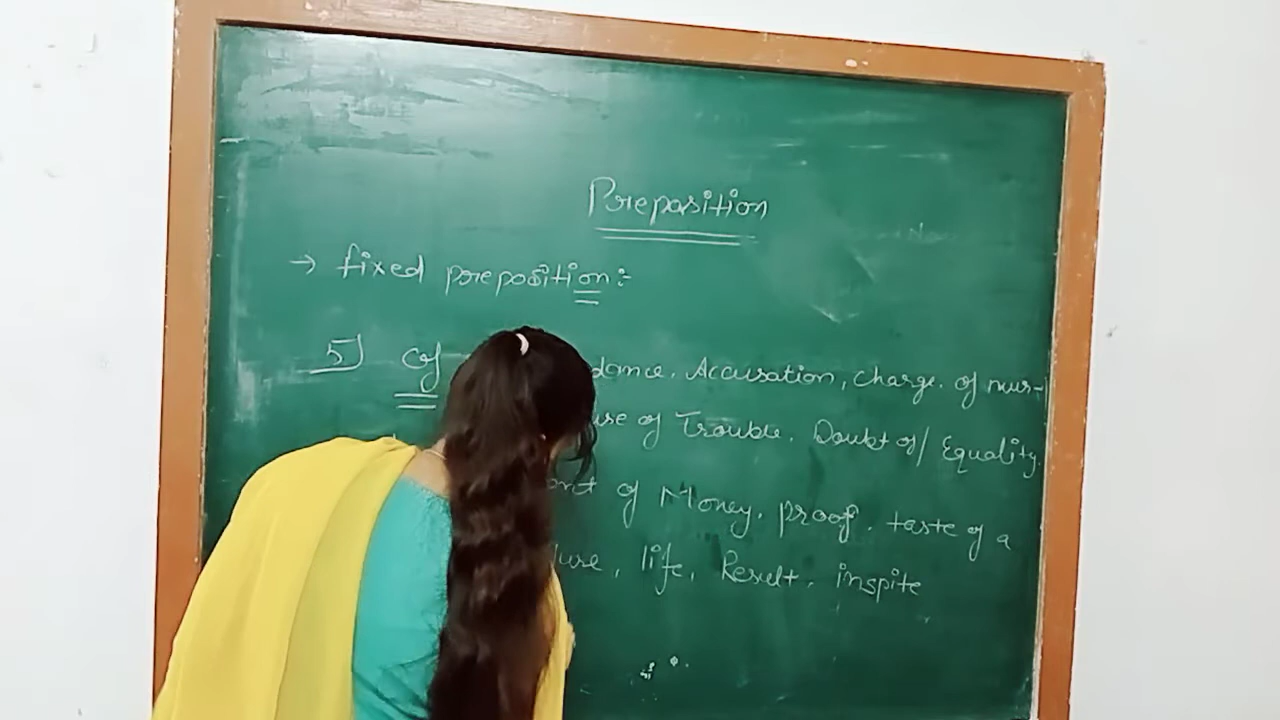 Preposition
→ fixed preposition:-
5) Of dance, Accusation, charge. of mur-
use of Trouble. Doubt of/ Equality.
of Money. proof. taste of a
life, Result, inspite